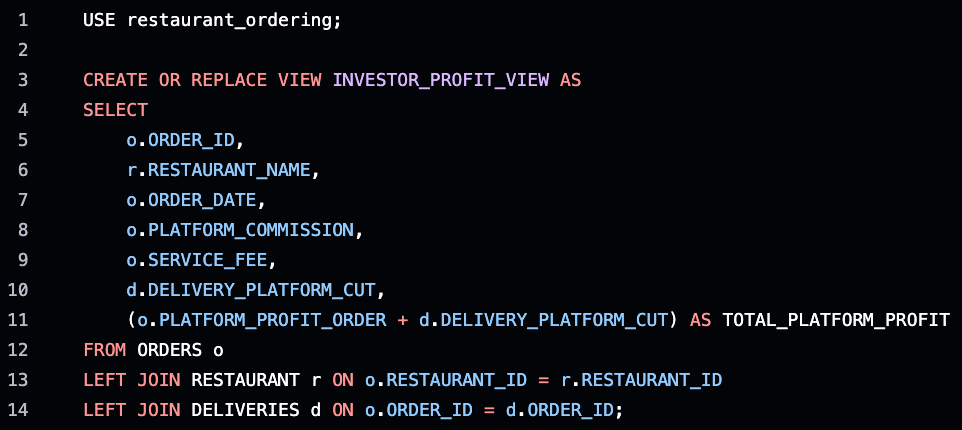 1 USE restaurant_ordering;
2
3 CREATE OR REPLACE VIEW INVESTOR_PROFIT_VIEW AS
4 SELECT
5 o.ORDER_ID,
6 r.RESTAURANT_NAME,
7 o.ORDER_DATE,
8 o.PLATFORM_COMMISSION,
9 o.SERVICE_FEE,
10 d.DELIVERY_PLATFORM_CUT,
11 (o.PLATFORM_PROFIT_ORDER + d.DELIVERY_PLATFORM_CUT) AS TOTAL_PLATFORM_PROFIT
12 FROM ORDERS o
13 LEFT JOIN RESTAURANT r ON o.RESTAURANT_ID = r.RESTAURANT_ID
14 LEFT JOIN DELIVERIES d ON o.ORDER_ID = d.ORDER_ID;